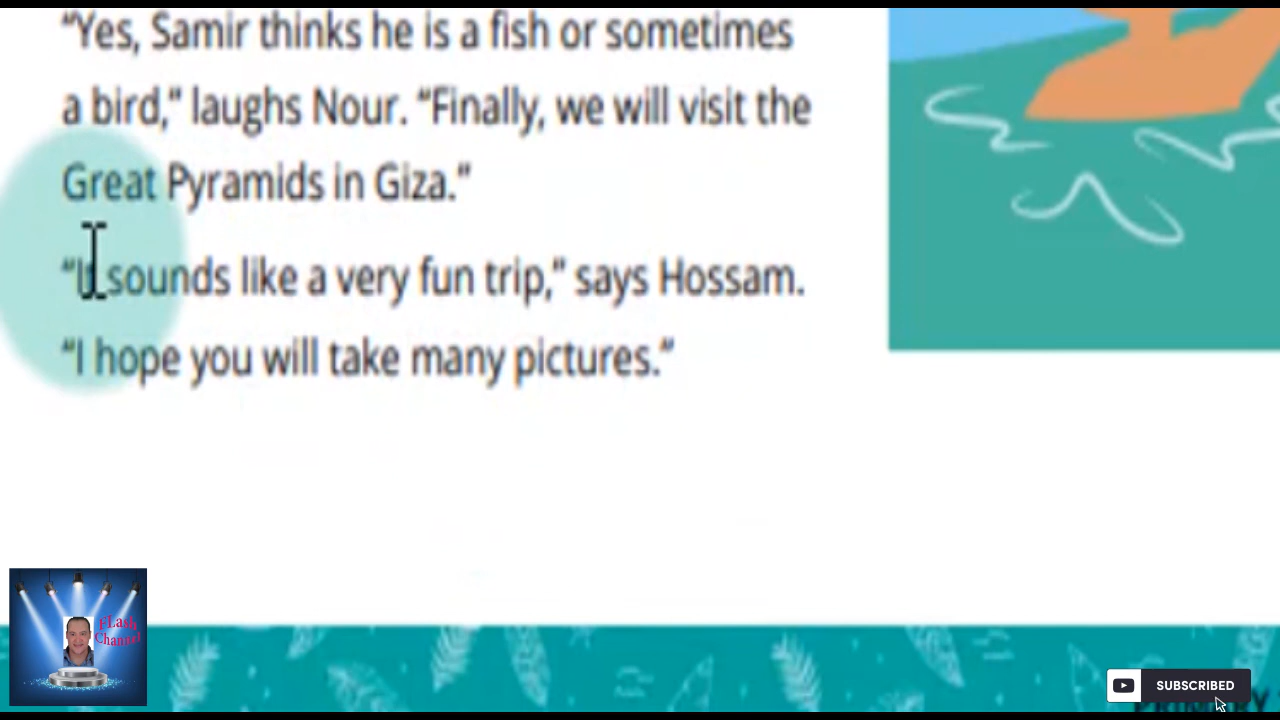 “Yes, Samir thinks he is a fish or sometimes
a bird,” laughs Nour. “Finally, we will visit the
Great Pyramids in Giza.”
“It sounds like a very fun trip,” says Hossam.
“I hope you will take many pictures.”
FLash
Channel
SUBSCRIBED